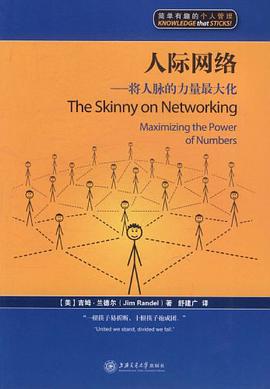 简单有趣的个人管理
KNOWLEDGE that STICKS!
人际网络
——将人脉的力量最大化
The Skinny on Networking
Maximizing the Power
of Numbers
【美】吉姆·兰德尔（Jim Randel）著 舒建广 译
“一根筷子易折断，十根筷子抱成团。”
"United we stand, divided we fall."
上海交通大学出版社